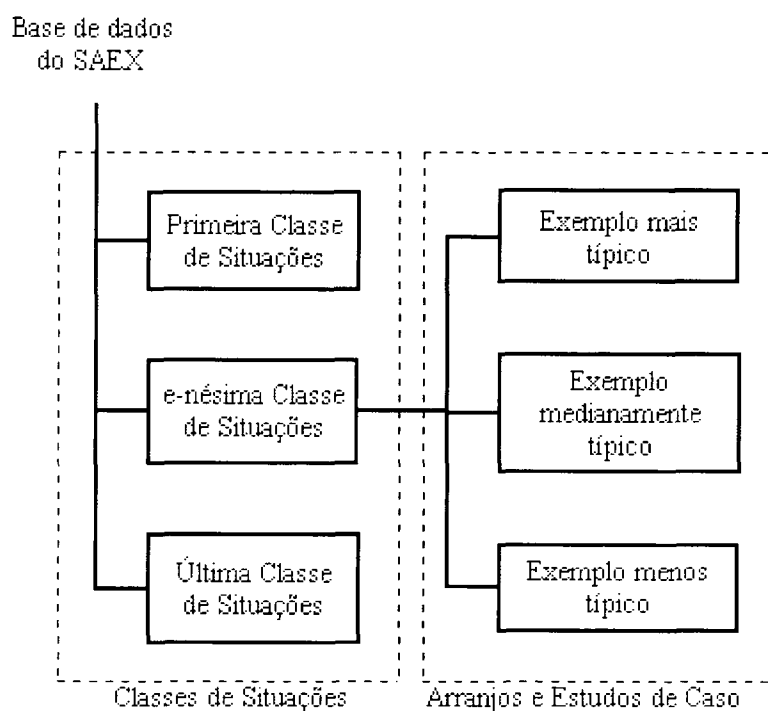 Base de dados
do SAEX
Primeira Classe
de Situações
e-nésima Classe
de Situações
Última Classe
de Situações
Classes de Situações
Exemplo mais
típico
Exemplo
medianamente
típico
Exemplo menos
típico
Arranjos e Estudos de Caso